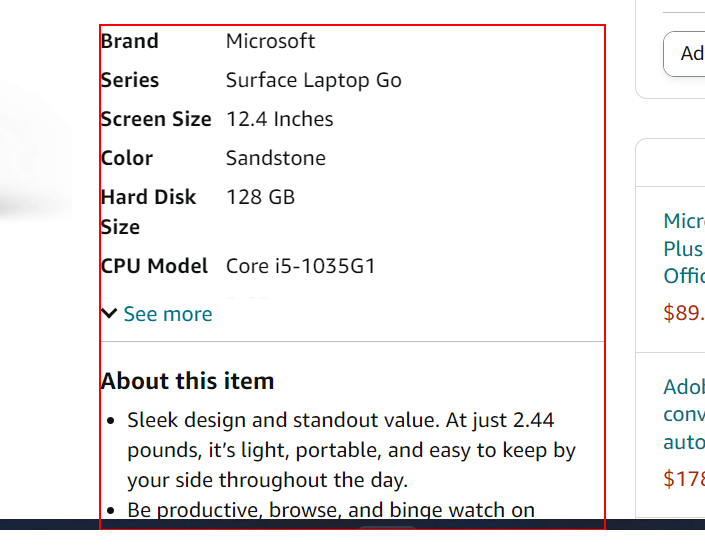 Brand Microsoft
Series Surface Laptop Go
Screen Size 12.4 Inches
Color Sandstone
Hard Disk 128 GB
Size
CPU Model Core i5-1035G1
See more
About this item
• Sleek design and standout value. At just 2.44
pounds, it’s light, portable, and easy to keep by
your side throughout the day.
• Be productive, browse, and binge watch on
Ad
Micr
Plus
Offic
$89.
Adob
conv
auto
$178